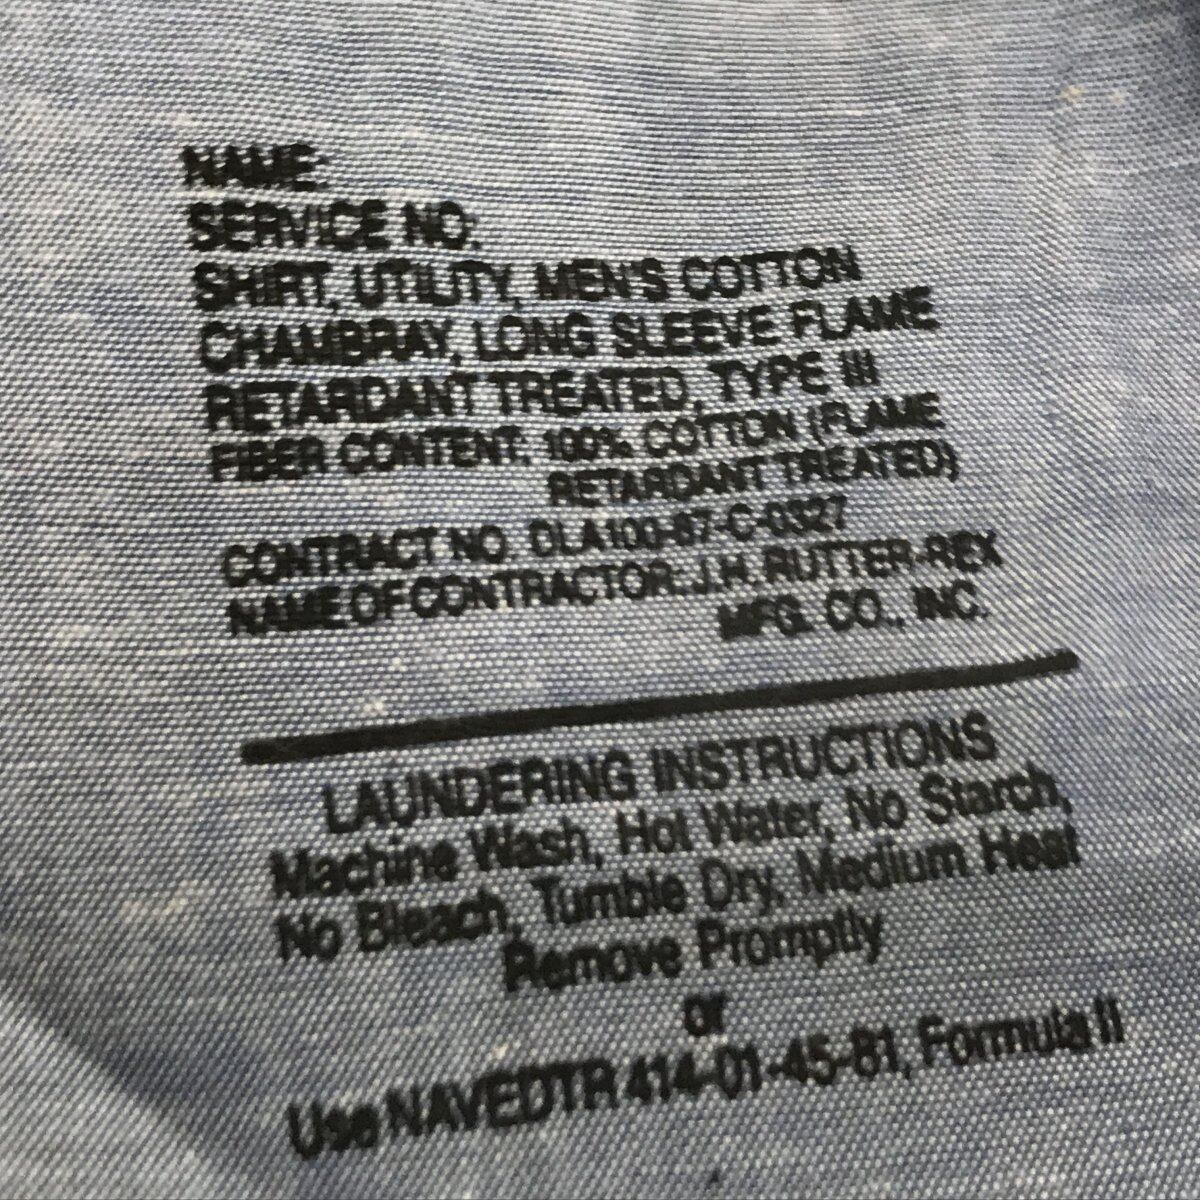 NAME:
SERVICE NO:
SHIRT, UTILITY, MEN'S COTTON
CHAMBRAY, LONG SLEEVE FLAME
RETARDANT TREATED, TYPE III
FIBER CONTENT: 100% COTTON (FLAME
RETARDANT TREATED)
CONTRACT NO. DLA100-87-C-0327
NAME OF CONTRACTOR: J.H. RUTTER-REX
MFG. CO., INC.
LAUNDERING INSTRUCTIONS
Machine Wash, Hot Water, No Starch,
No Bleach, Tumble Dry, Medium Heat
Remove Promptly
or
Use NAVEDTR 414-01-45-81, Formula II